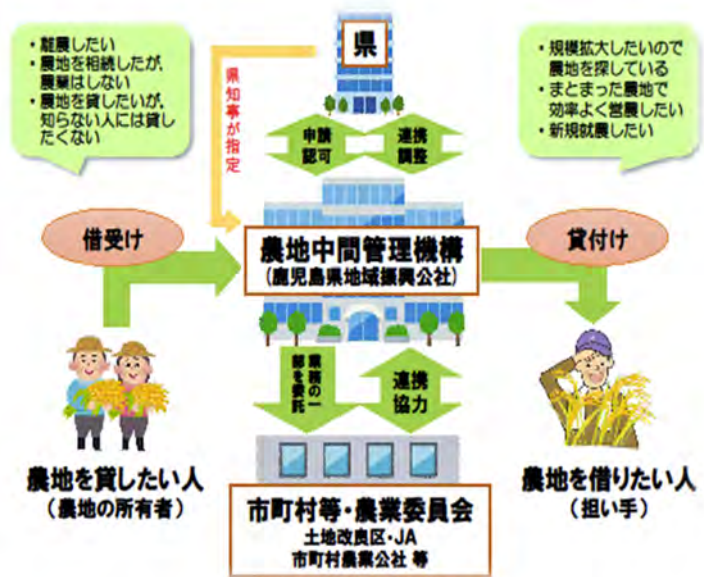 ・離農したい
・農地を相続したが、
農業はしない
・農地を貸したいが、
知らない人には貸し
たくない
県
・規模拡大したいので
農地を探している
・まとまった農地で
効率よく営農したい
・新規就農したい
県知事が指定
申請
認可
連携
調整
借受け
農地中間管理機構
(鹿児島県地域振興公社)
貸付け
業務の一
部を委託
連携
協力
農地を貸したい人
(農地の所有者)
市町村等・農業委員会
土地改良区・JA
市町村農業公社 等
農地を借りたい人
(担い手)